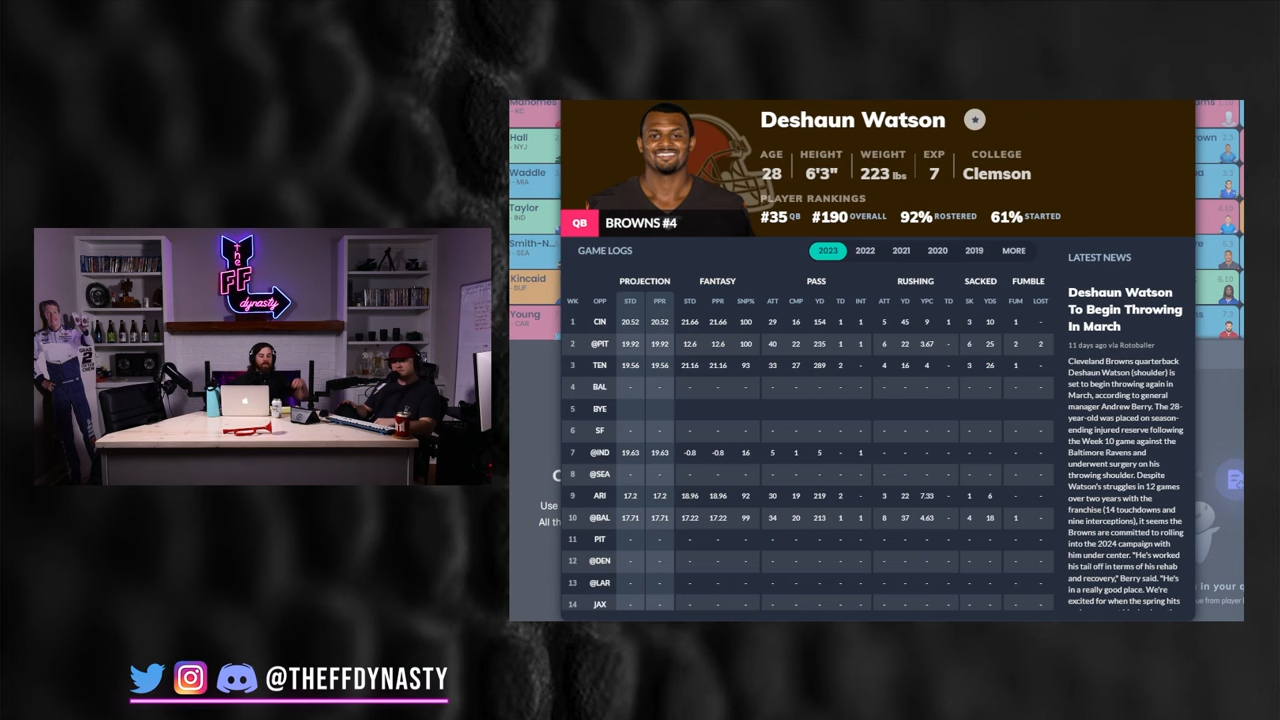 Mahomes
- KC
Hall
- NYJ
Waddle
- MIA
Taylor
- IND
Smith-N...
- SEA
Kincaid
- BUF
Young
- CAR
Deshaun Watson
AGE HEIGHT WEIGHT EXP COLLEGE
28 6'3" 223 lbs 7 Clemson
PLAYER RANKINGS
#35 QB #190 OVERALL 92% ROSTERED 61% STARTED
QB BROWNS #4
GAME LOGS 2023 2022 2021 2020 2019 MORE
PROJECTION FANTASY PASS RUSHING SACKED FUMBLE
WK OPP STD PPR STD PPR SNP% ATT CMP YD TD INT ATT YD YPC TD SK YDS FUM LOST
1 CIN 20.52 20.52 21.66 21.66 100 29 16 154 1 1 5 45 9 1 3 10 1 -
2 @PIT 19.92 19.92 12.6 12.6 100 40 22 235 1 1 6 22 3.67 - 6 25 2 2
3 TEN 19.56 19.56 21.16 21.16 93 33 27 289 2 - 4 16 4 - 3 26 1 -
4 BAL - - - - - - - - - - - - - - - - - -
5 BYE
6 SF - - - - - - - - - - - - - - - - - -
7 @IND 19.63 19.63 -0.8 -0.8 16 5 1 5 - 1 - - - - - - - -
8 @SEA - - - - - - - - - - - - - - - - - -
9 ARI 17.2 17.2 18.96 18.96 92 30 19 219 2 - 3 22 7.33 - 1 6 - -
10 @BAL 17.71 17.71 17.22 17.22 99 34 20 213 1 1 8 37 4.63 - 4 18 1 -
11 PIT - - - - - - - - - - - - - - - - - -
12 @DEN - - - - - - - - - - - - - - - - - -
13 @LAR - - - - - - - - - - - - - - - - - -
14 JAX - - - - - - - - - - - - - - - - - -
LATEST NEWS
Deshaun Watson
To Begin Throwing
In March
11 days ago via Rotoballer
Cleveland Browns quarterback
Deshaun Watson (shoulder) is
set to begin throwing again in
March, according to general
manager Andrew Berry. The 28-
year-old was placed on season-
ending injured reserve following
the Week 10 game against the
Baltimore Ravens and
underwent surgery on his
throwing shoulder. Despite
Watson's struggles in 12 games
over two years with the
franchise (14 touchdowns and
nine interceptions), it seems the
Browns are committed to rolling
into the 2024 campaign with
him under center. "He's worked
his tail off in terms of his rehab
and recovery," Berry said. "He's
in a really good place. We're
excited for when the spring hits
Use
All th
in your q
The
FF
dynasty
@THEFFDYNASTY